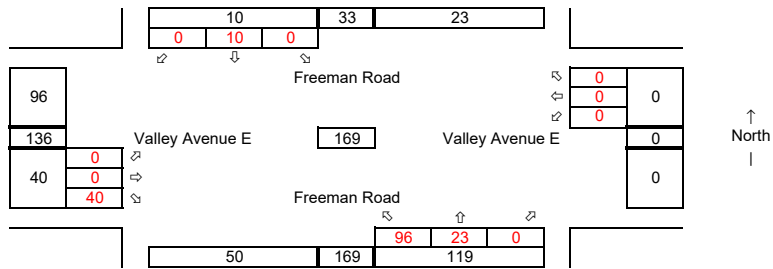 10 33 23
0 10 0
⬃ ⇩ ⬂
Freeman Road
⬁ 0
96 ⇦ 0 0
⬃ 0 ↑
136 Valley Avenue E 169 Valley Avenue E 0 North
0 ⬀ |
40 0 ⇨ 0
40 ⬂ Freeman Road
⬁ ⇧ ⬀
96 23 0
50 169 119